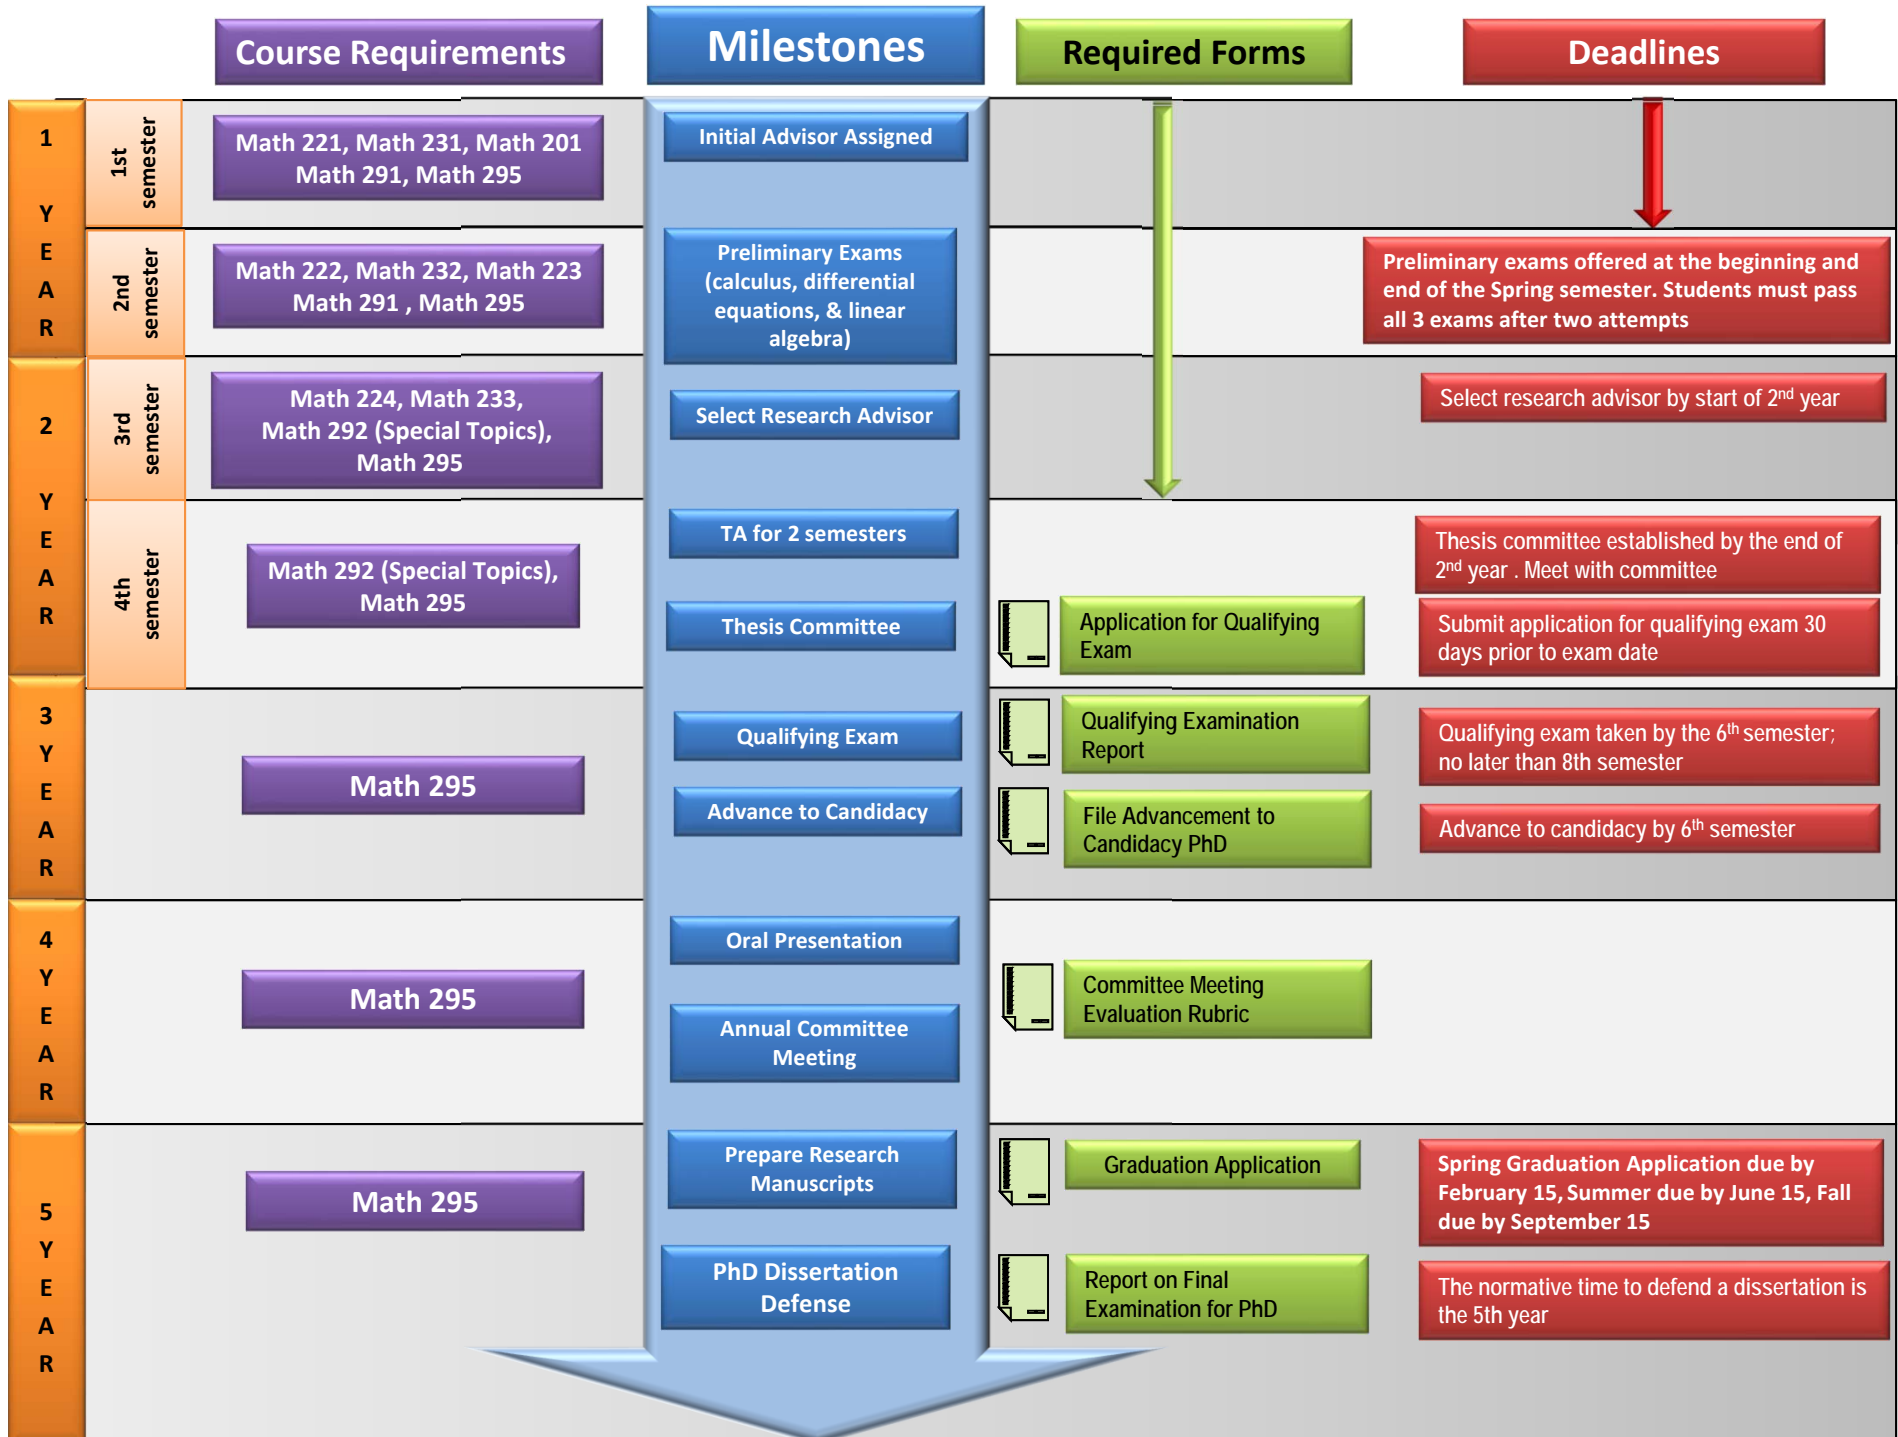 Course Requirements
Milestones
Required Forms
Deadlines
1
Y
E
A
R
1st
semester
Math 221, Math 231, Math 201
Math 291, Math 295
Initial Advisor Assigned
2nd
semester
Math 222, Math 232, Math 223
Math 291 , Math 295
Preliminary Exams
(calculus, differential
equations, & linear
algebra)
Preliminary exams offered at the beginning and
end of the Spring semester. Students must pass
all 3 exams after two attempts
2
Y
E
A
R
3rd
semester
Math 224, Math 233,
Math 292 (Special Topics),
Math 295
Select Research Advisor
Select research advisor by start of 2nd year
4th
semester
Math 292 (Special Topics),
Math 295
TA for 2 semesters
Thesis Committee
Application for Qualifying
Exam
Thesis committee established by the end of
2nd year . Meet with committee
Submit application for qualifying exam 30
days prior to exam date
3
Y
E
A
R
Math 295
Qualifying Exam
Advance to Candidacy
Qualifying Examination
Report
File Advancement to
Candidacy PhD
Qualifying exam taken by the 6th semester;
no later than 8th semester
Advance to candidacy by 6th semester
4
Y
E
A
R
Math 295
Oral Presentation
Annual Committee
Meeting
Committee Meeting
Evaluation Rubric
5
Y
E
A
R
Math 295
Prepare Research
Manuscripts
PhD Dissertation
Defense
Graduation Application
Report on Final
Examination for PhD
Spring Graduation Application due by
February 15, Summer due by June 15, Fall
due by September 15
The normative time to defend a dissertation is
the 5th year